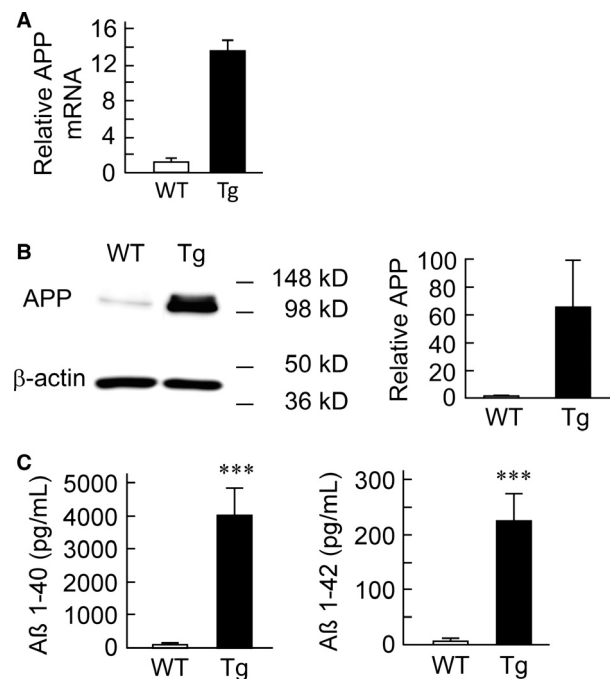 A
Relative APP
mRNA
16
12
8
4
0
WT Tg
B
WT Tg
APP
β-actin
148 kD
98 kD
50 kD
36 kD
Relative APP
100
80
60
40
20
0
WT Tg
C
Aß 1-40 (pg/mL)
5000
4000
3000
2000
1000
0
***
WT Tg
Aß 1-42 (pg/mL)
300
200
100
0
***
WT Tg